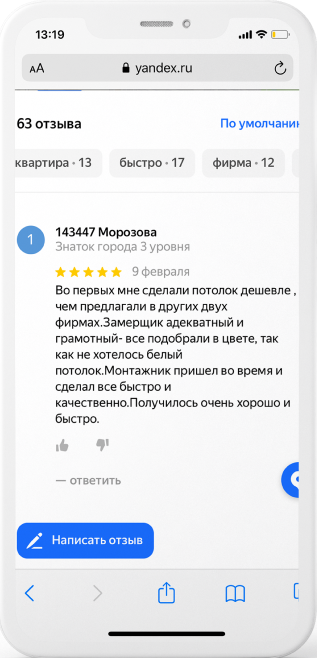 13:19
AA yandex.ru
63 отзыва По умолчани
квартира • 13 быстро • 17 фирма • 12
1 143447 Морозова
Знаток города 3 уровня
9 февраля
Во первых мне сделали потолок дешевле ,
чем предлагали в других двух
фирмах.Замерщик адекватный и
грамотный- все подобрали в цвете, так
как не хотелось белый
потолок.Монтажник пришел во время и
сделал все быстро и
качественно.Получилось очень хорошо и
быстро.
— ответить
Написать отзыв